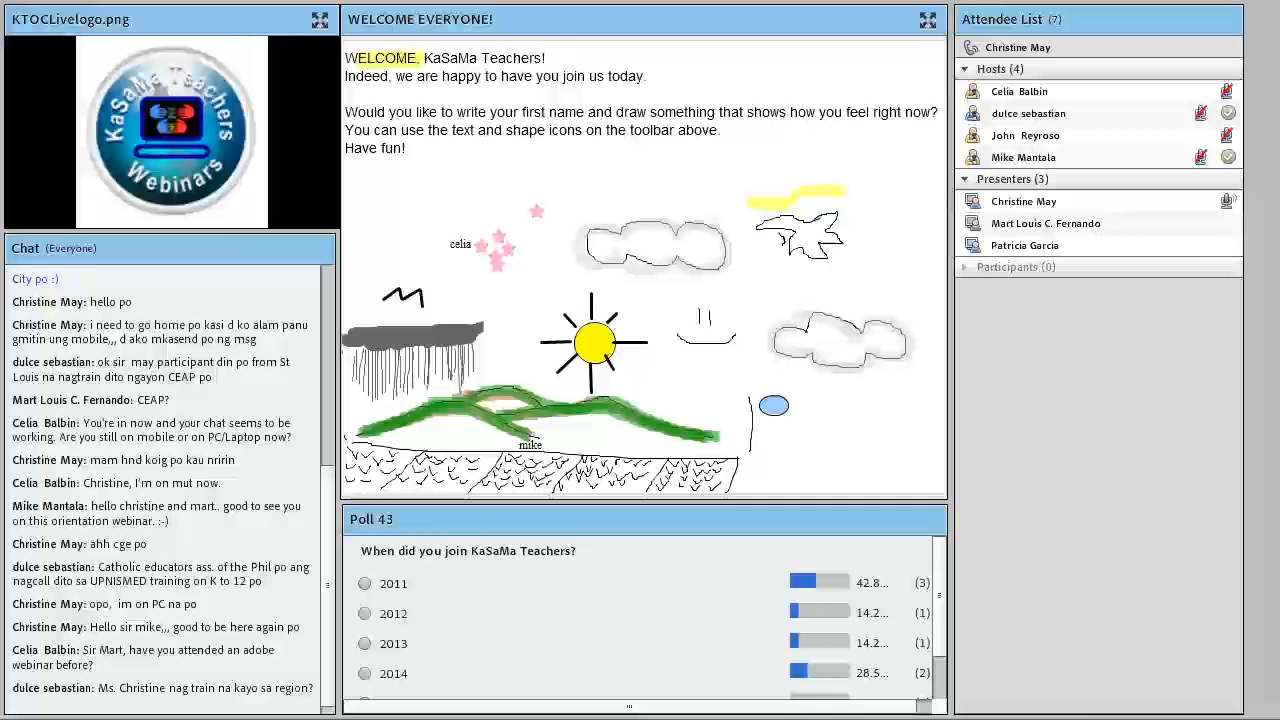 KTOCLivelogo.png
KaSaMa Teachers
Webinars
Chat (Everyone)
City po :)
Christine May: hello po
Christine May: i need to go home po kasi d ko alam panu
gmitin ung mobile,,, d ako mkasend po ng msg
dulce sebastian: ok sir  may participant din po from St
Louis na nagtrain dito ngayon CEAP po
Mart Louis C. Fernando: CEAP?
Celia  Balbin: You're in now and your chat seems to be
working. Are you still on mobile or on PC/Laptop now?
Christine May: mam hnd koig po kau nririn
Celia  Balbin: Christine, I'm on mut now.
Mike Mantala: hello christine and mart.. good to see you
on this orientation webinar. :-)
Christine May: ahh cge po
dulce sebastian: Catholic educators ass. of the Phil po ang
nagcall dito sa UPNISMED training on K to 12 po
Christine May: opo,  im on PC na po
Christine May: Hello sir mike,,, good to be here again po
Celia  Balbin: Sir Mart, have you attended an adobe
webinar before?
dulce sebastian: Ms. Christine nag train na kayo sa region?
WELCOME EVERYONE!
WELCOME, KaSaMa Teachers!
Indeed, we are happy to have you join us today.
Would you like to write your first name and draw something that shows how you feel right now?
You can use the text and shape icons on the toolbar above.
Have fun!
celia
mike
Poll 43
When did you join KaSaMa Teachers?
2011 42.8... (3)
2012 14.2... (1)
2013 14.2... (1)
2014 28.5... (2)
Attendee List (7)
Christine May
Hosts (4)
Celia  Balbin
dulce sebastian
John  Reyroso
Mike Mantala
Presenters (3)
Christine May
Mart Louis C. Fernando
Patricia Garcia
Participants (0)